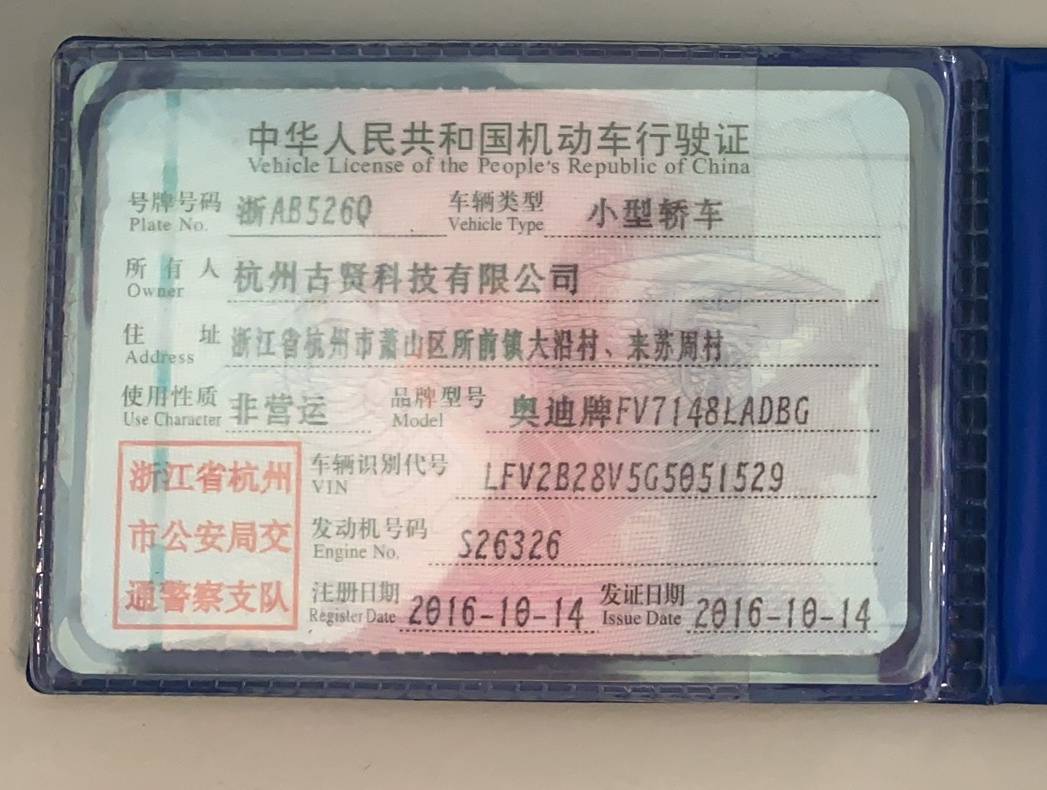 中华人民共和国机动车行驶证
Vehicle License of the People's Republic of China
号牌号码 浙AB526Q 车辆类型 小型轿车
Plate No. Vehicle Type
所有人 杭州古贤科技有限公司
Owner
住址 浙江省杭州市萧山区所前镇大沿村、来苏周村
Address
使用性质 非营运 品牌型号 奥迪牌FV7148LADBG
Use Character Model
车辆识别代号 LFV2B28V5G5051529
VIN
发动机号码 S26326
Engine No.
注册日期 2016-10-14 发证日期 2016-10-14
Register Date Issue Date
浙江省杭州
市公安局交
通警察支队